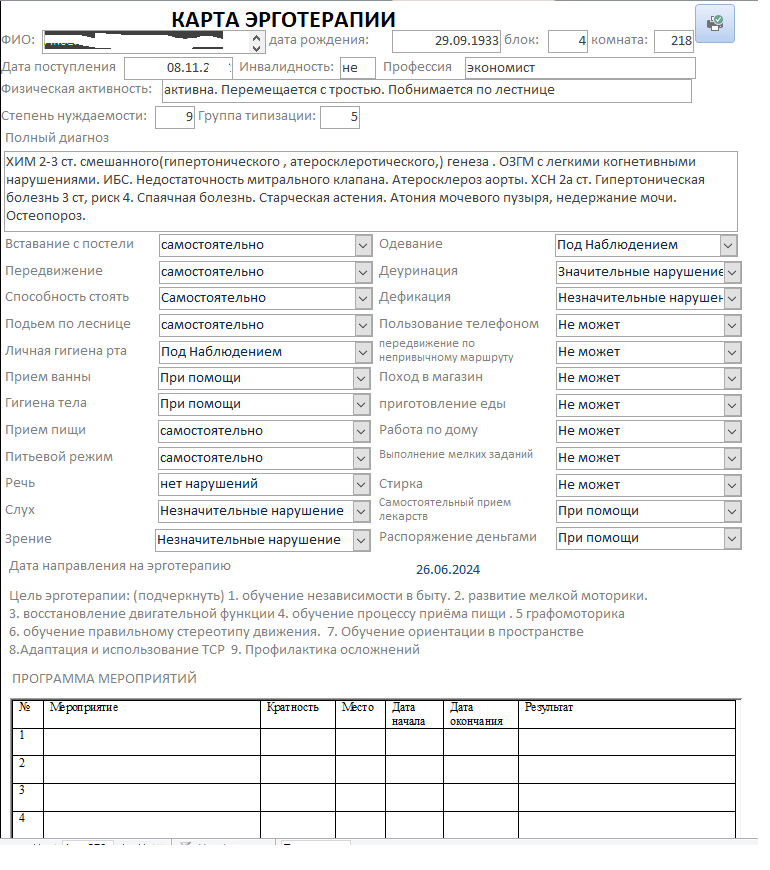 КАРТА ЭРГОТЕРАПИИ
ФИО: дата рождения: 29.09.1933 блок: 4 комната: 218
Дата поступления 08.11.2 Инвалидность: не Профессия экономист
Физическая активность: активна. Перемещается с тростью. Побнимается по лестнице
Степень нуждаемости: 9 Группа типизации: 5
Полный диагноз
ХИМ 2-3 ст. смешанного(гипертонического , атеросклеротического,) генеза . ОЗГМ с легкими когнетивными
нарушениями. ИБС. Недостаточность митрального клапана. Атеросклероз аорты. ХСН 2а ст. Гипертоническая
болезнь 3 ст, риск 4. Спаячная болезнь. Старческая астения. Атония мочевого пузыря, недержание мочи.
Остеопороз.
Вставание с постели самостоятельно Одевание Под Наблюдением
Передвижение самостоятельно Деуринация Значительные нарушение
Способность стоять Самостоятельно Дефикация Незначительные нарушен
Подьем по леснице самостоятельно Пользование телефоном Не может
Личная гигиена рта Под Наблюдением передвижение по непривычному маршруту Не может
Прием ванны При помощи Поход в магазин Не может
Гигиена тела При помощи приготовление еды Не может
Прием пищи самостоятельно Работа по дому Не может
Питьевой режим самостоятельно Выполнение мелких заданий Не может
Речь нет нарушений Стирка Не может
Слух Незначительные нарушение Самостоятельный прием лекарств При помощи
Зрение Незначительные нарушение Распоряжение деньгами При помощи
Дата направления на эрготерапию 26.06.2024
Цель эрготерапии: (подчеркнуть) 1. обучение независимости в быту. 2. развитие мелкой моторики.
3. восстановление двигательной функции 4. обучение процессу приёма пищи . 5 графомоторика
6. обучение правильному стереотипу движения. 7. Обучение ориентации в пространстве
8.Адаптация и использование ТСР 9. Профилактика осложнений
ПРОГРАММА МЕРОПРИЯТИЙ
№ Мероприятие Кратность Место Дата начала Дата окончания Результат
1
2
3
4